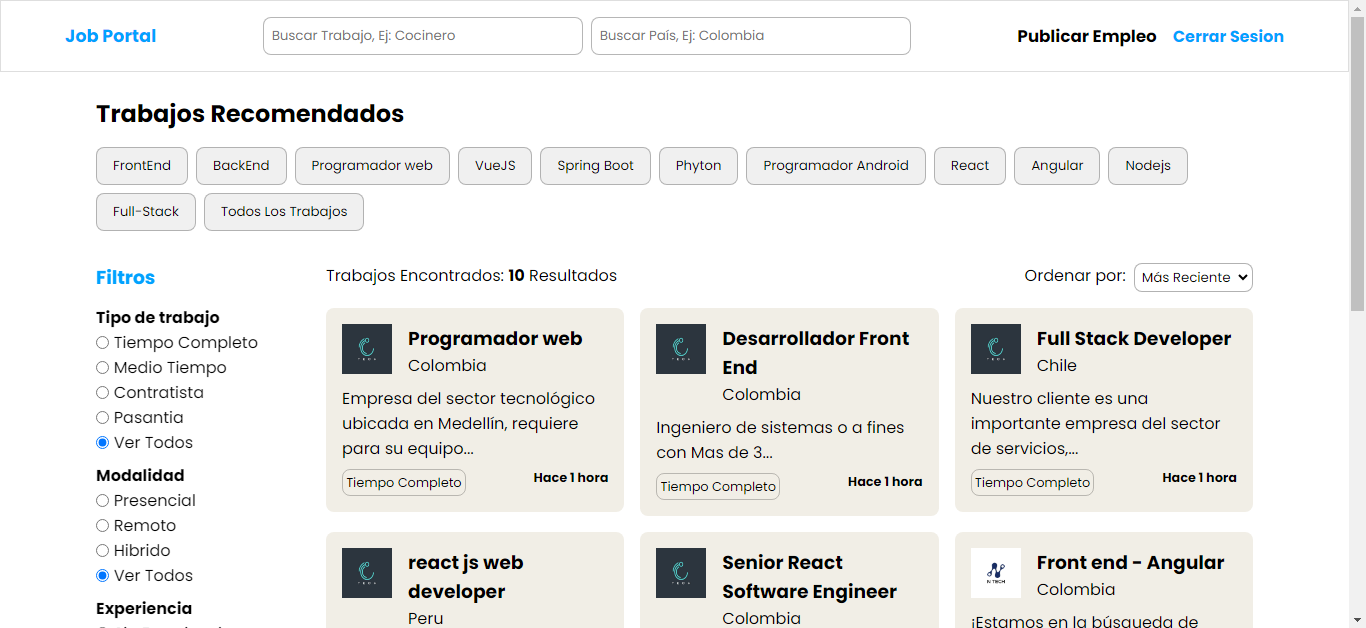 Job Portal
Buscar Trabajo, Ej: Cocinero
Buscar País, Ej: Colombia
Publicar Empleo
Cerrar Sesion
Trabajos Recomendados
FrontEnd
BackEnd
Programador web
VueJS
Spring Boot
Phyton
Programador Android
React
Angular
Nodejs
Full-Stack
Todos Los Trabajos
Filtros
Tipo de trabajo
Tiempo Completo
Medio Tiempo
Contratista
Pasantia
Ver Todos
Modalidad
Presencial
Remoto
Hibrido
Ver Todos
Experiencia
Trabajos Encontrados: 10 Resultados
Ordenar por:
Más Reciente
TECH
Programador web
Colombia
Empresa del sector tecnológico
ubicada en Medellín, requiere
para su equipo...
Tiempo Completo
Hace 1 hora
TECH
Desarrollador Front
End
Colombia
Ingeniero de sistemas o a fines
con Mas de 3...
Tiempo Completo
Hace 1 hora
TECH
Full Stack Developer
Chile
Nuestro cliente es una
importante empresa del sector
de servicios,...
Tiempo Completo
Hace 1 hora
TECH
react js web
developer
Peru
TECH
Senior React
Software Engineer
Colombia
N TECH
Front end - Angular
Colombia
¡Estamos en la búsqueda de